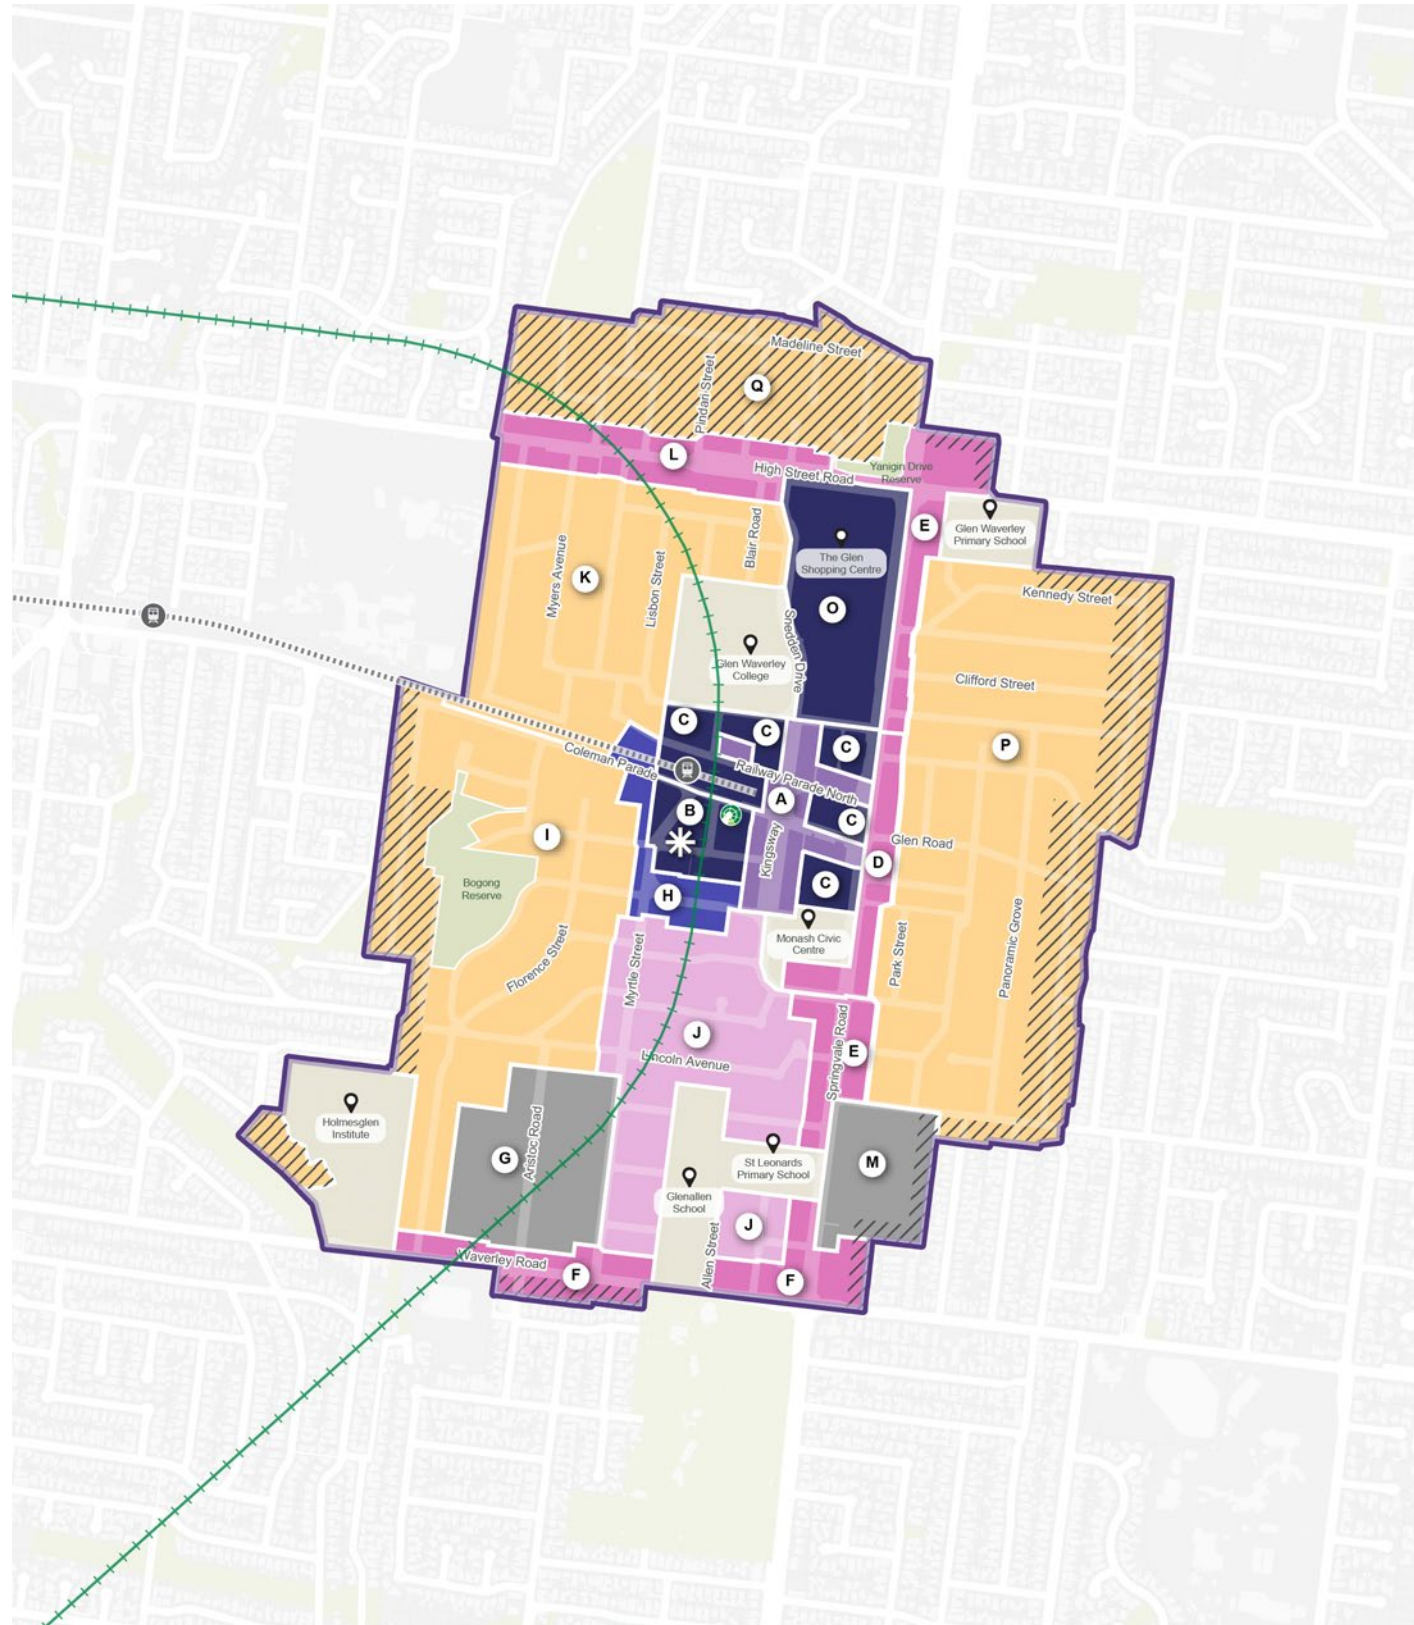 Madeline Street
Pindari Street
Q
L
High Street Road
Yanigin Drive
Reserve
E
Glen Waverley
Primary School
Blair Road
The Glen
Shopping Centre
Myers Avenue
K
Lisbon Street
Kennedy Street
O
Snedden Drive
Glen Waverley
College
Clifford Street
C
C
C
P
Coleman Parade
Railway Parade North
A
B
C
I
Kingsway
Glen Road
D
Bogong
Reserve
H
C
Monash Civic
Centre
Florence Street
Myrtle Street
Park Street
Panoramic Grove
J
Lincoln Avenue
Springvale Road
E
Holmesglen
Institute
Aristoc Road
G
St Leonards
Primary School
M
Glenallen
School
J
Allen Street
Waverley Road
F
F